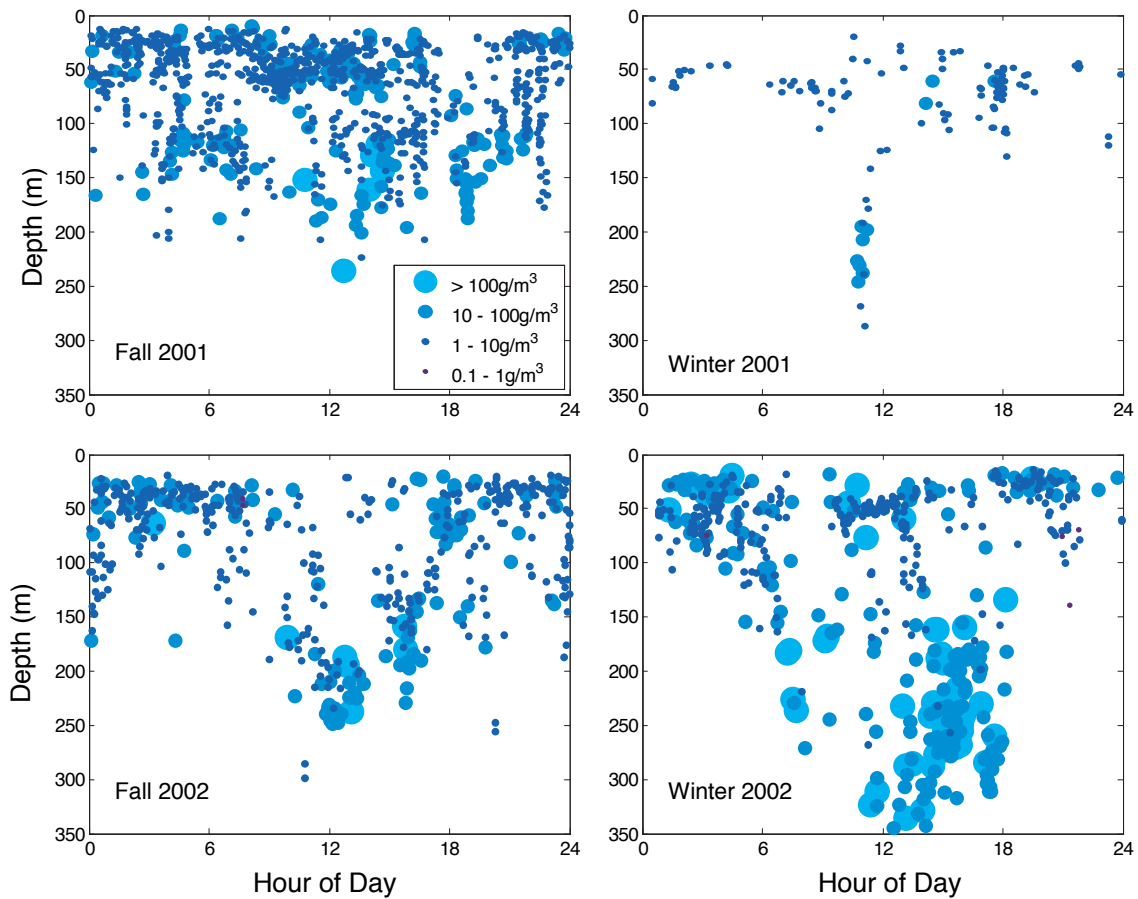 0
50
100
150
200
250
300
350
0 6 12 18 24
Depth (m)
Fall 2001
> 100g/m³
10 - 100g/m³
1 - 10g/m³
0.1 - 1g/m³
0
50
100
150
200
250
300
350
0 6 12 18 24
Winter 2001
0
50
100
150
200
250
300
350
0 6 12 18 24
Depth (m)
Fall 2002
Hour of Day
0
50
100
150
200
250
300
350
0 6 12 18 24
Winter 2002
Hour of Day